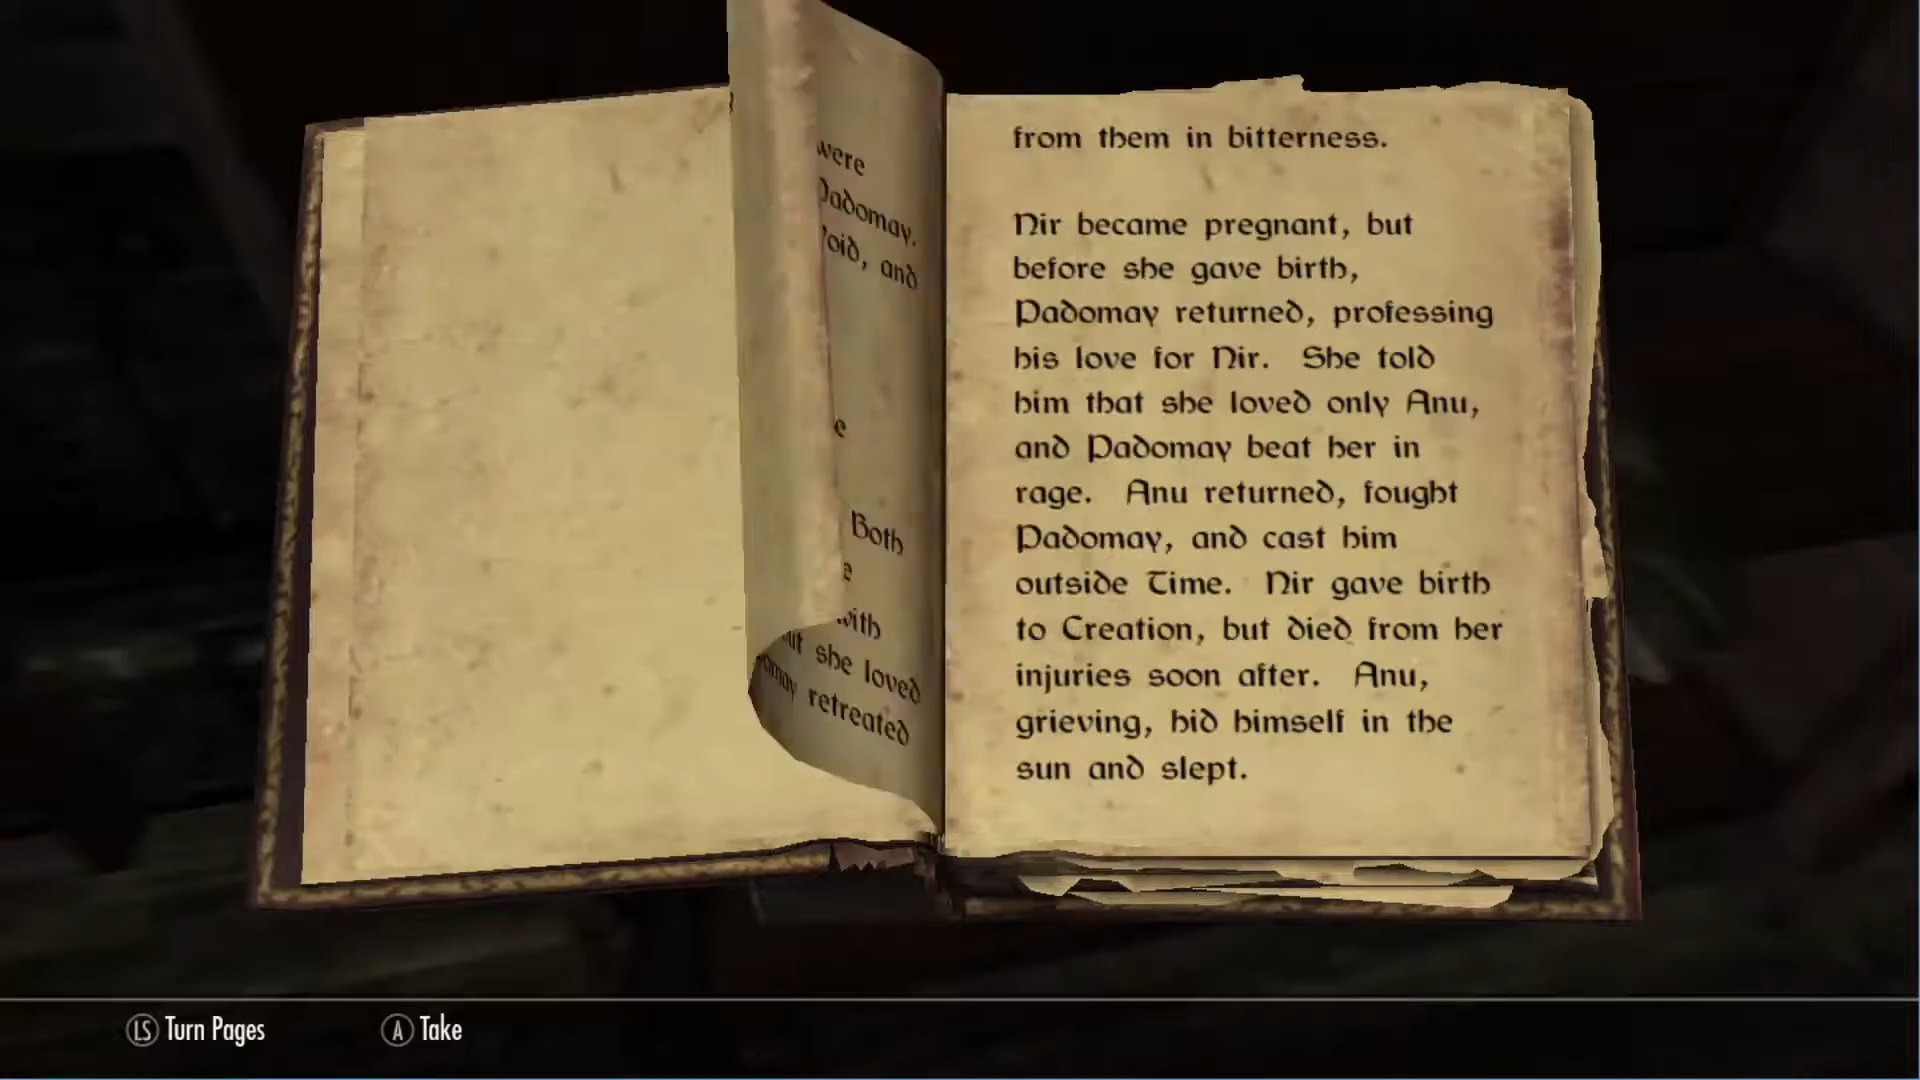 were
Padomay.
Void, and
Both
with
she loved
retreated
from them in bitterness.
Nir became pregnant, but
before she gave birth,
Padomay returned, professing
his love for Nir. She told
him that she loved only Anu,
and Padomay beat her in
rage. Anu returned, fought
Padomay, and cast him
outside Time. Nir gave birth
to Creation, but died from her
injuries soon after. Anu,
grieving, hid himself in the
sun and slept.
LS Turn Pages
A Take